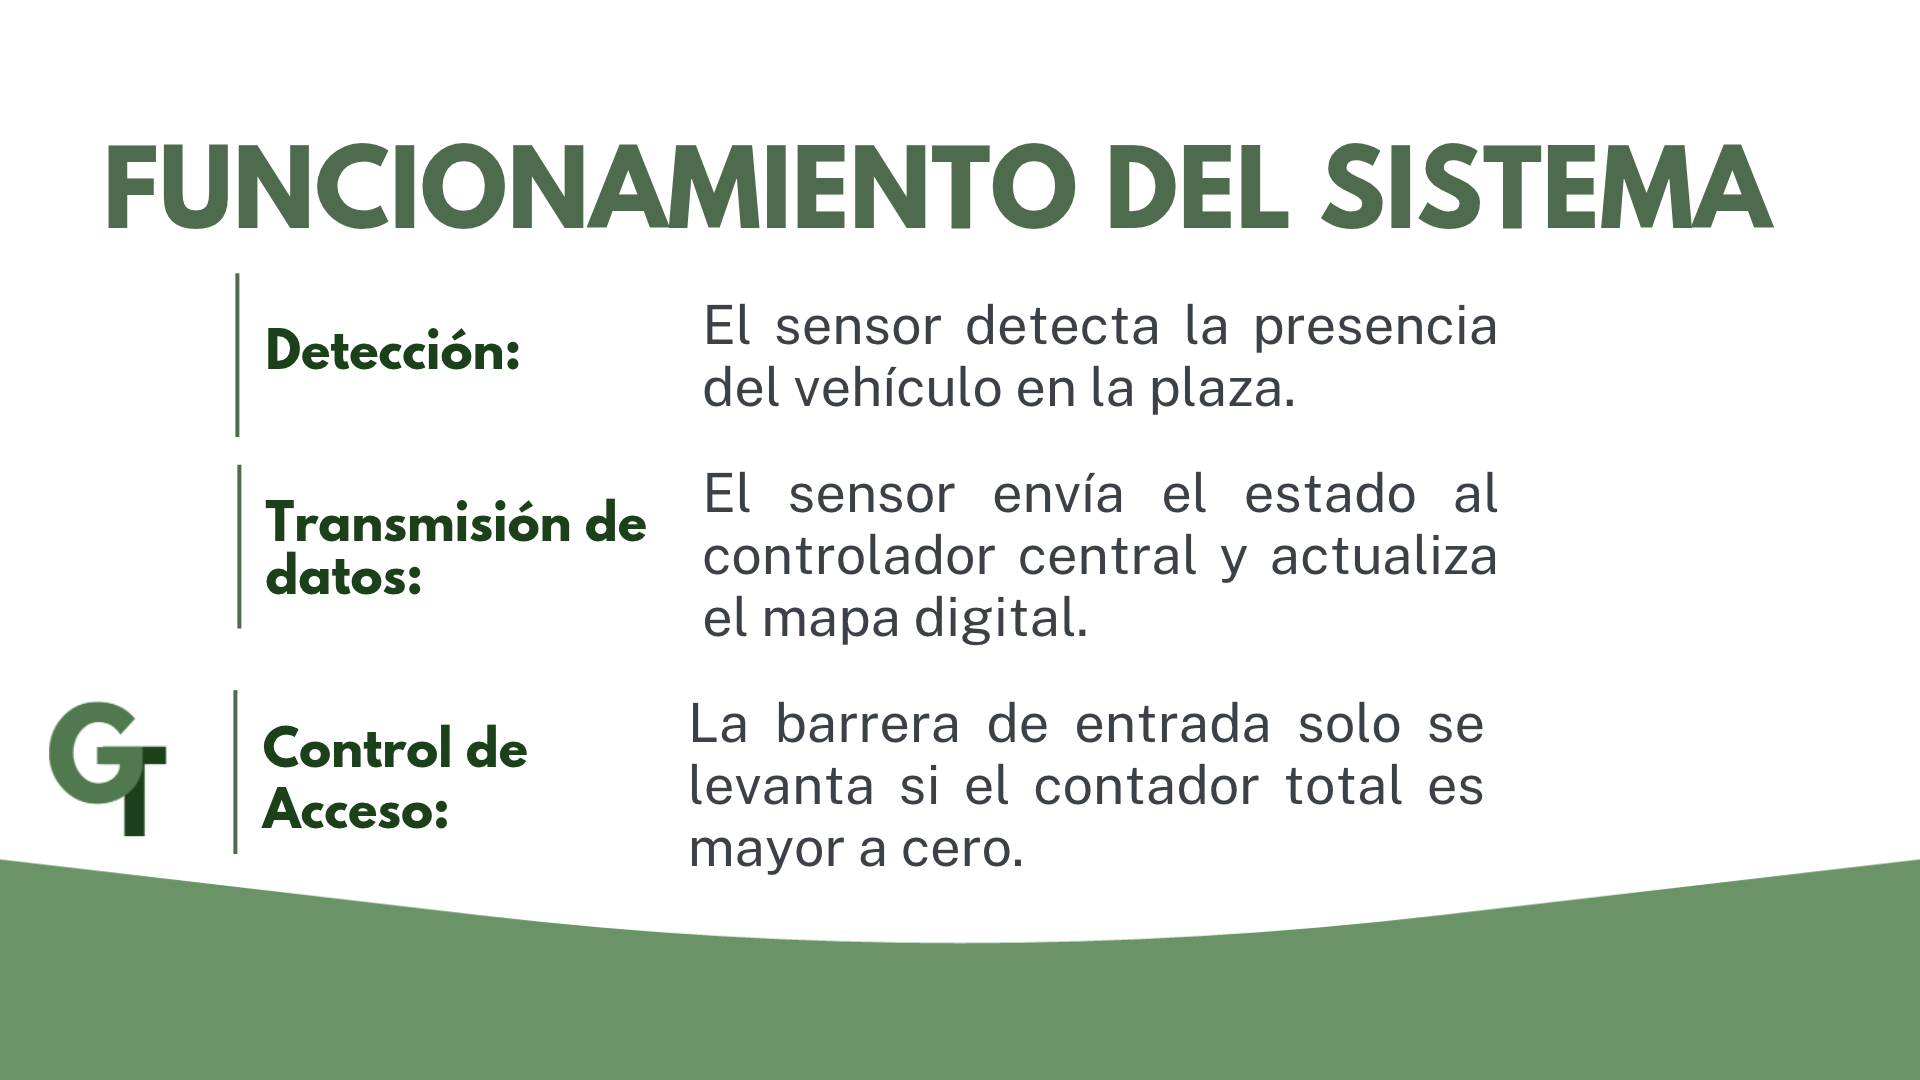 FUNCIONAMIENTO DEL SISTEMA
Detección:
El sensor detecta la presencia
del vehículo en la plaza.
Transmisión de
datos:
El sensor envía el estado al
controlador central y actualiza
el mapa digital.
GT
Control de
Acceso:
La barrera de entrada solo se
levanta si el contador total es
mayor a cero.